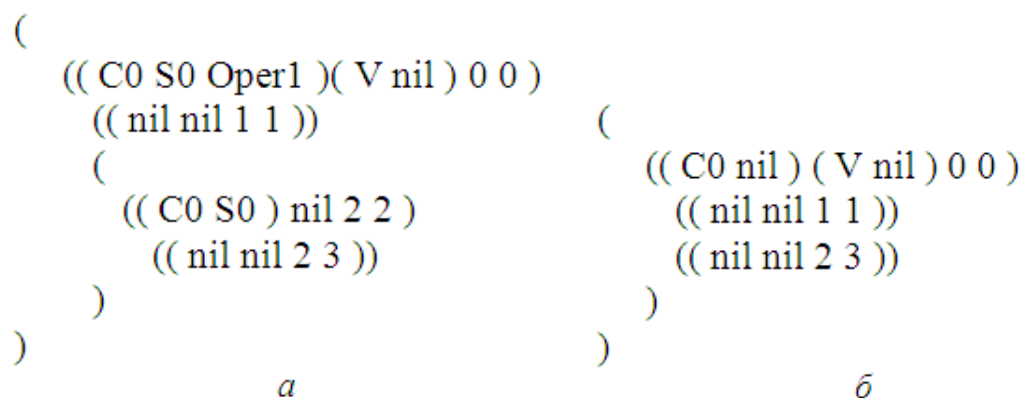 (
(( C0 S0 Oper1 )( V nil ) 0 0 )
(( nil nil 1 1 ))
(
(( C0 S0 ) nil 2 2 )
(( nil nil 2 3 ))
)
)
а
(
(( C0 nil ) ( V nil ) 0 0 )
(( nil nil 1 1 ))
(( nil nil 2 3 ))
)
)
б